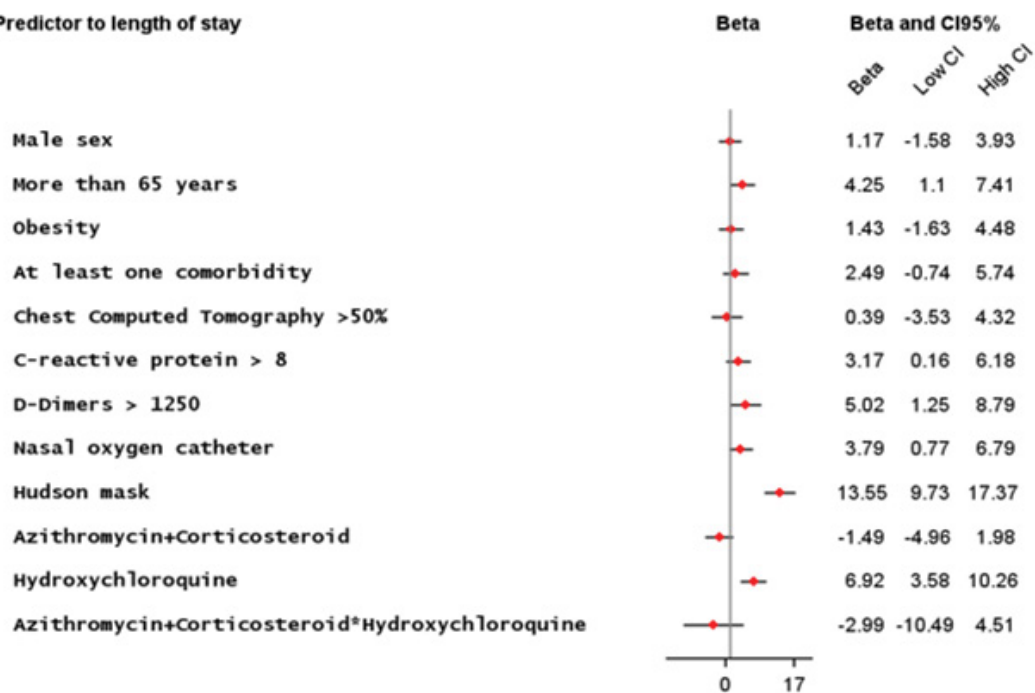 Predictor to length of stay Beta Beta and CI95%
Beta Low CI High CI
Male sex 1.17 -1.58 3.93
More than 65 years 4.25 1.1 7.41
Obesity 1.43 -1.63 4.48
At least one comorbidity 2.49 -0.74 5.74
Chest Computed Tomography >50% 0.39 -3.53 4.32
C-reactive protein > 8 3.17 0.16 6.18
D-Dimers > 1250 5.02 1.25 8.79
Nasal oxygen catheter 3.79 0.77 6.79
Hudson mask 13.55 9.73 17.37
Azithromycin+Corticosteroid -1.49 -4.96 1.98
Hydroxychloroquine 6.92 3.58 10.26
Azithromycin+Corticosteroid*Hydroxychloroquine -2.99 -10.49 4.51
0 17